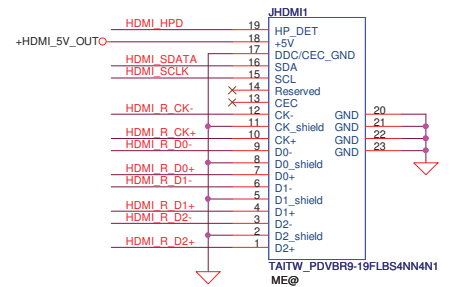 JHDMI1
HDMI_HPD 19 HP_DET
+HDMI_5V_OUT 18 +5V
17 DDC/CEC_GND
HDMI_SDATA 16 SDA
HDMI_SCLK 15 SCL
14 Reserved
13 CEC
HDMI_R_CK- 12 CK- GND 20
11 CK_shield GND 21
HDMI_R_CK+ 10 CK+ GND 22
HDMI_R_D0- 9 D0- GND 23
8 D0_shield
HDMI_R_D0+ 7 D0+
HDMI_R_D1- 6 D1-
5 D1_shield
HDMI_R_D1+ 4 D1+
HDMI_R_D2- 3 D2-
2 D2_shield
HDMI_R_D2+ 1 D2+
TAITW_PDVBR9-19FLBS4NN4N1
ME@